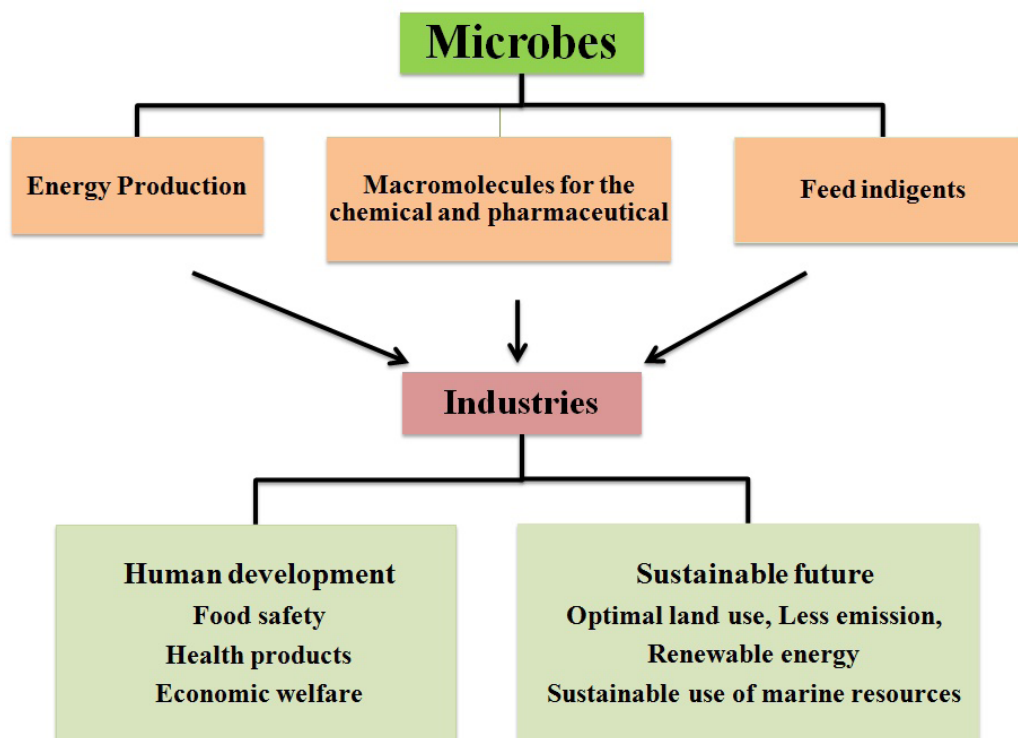 Microbes
Energy Production
Macromolecules for the
chemical and pharmaceutical
Feed indigents
Industries
Human development
Food safety
Health products
Economic welfare
Sustainable future
Optimal land use, Less emission,
Renewable energy
Sustainable use of marine resources